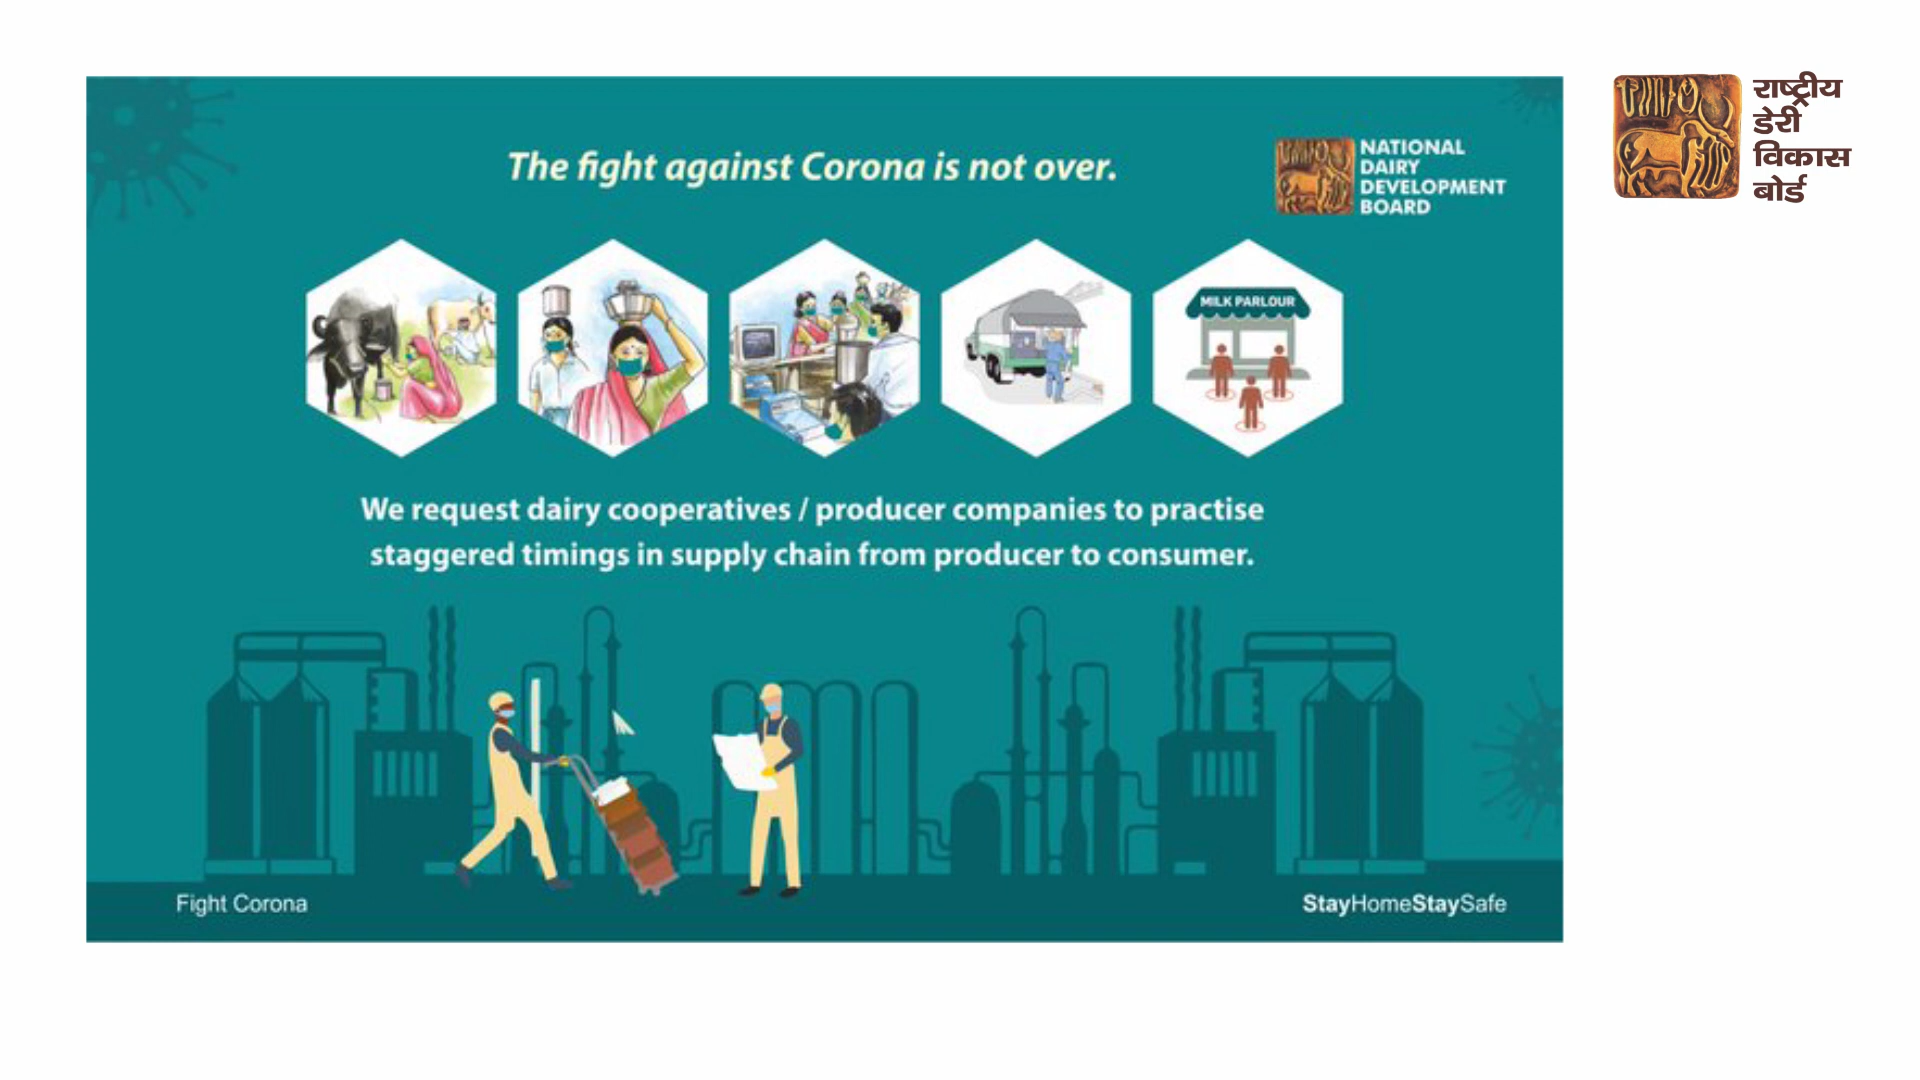 The fight against Corona is not over.
NATIONAL
DAIRY
DEVELOPMENT
BOARD
राष्ट्रीय
डेरी
विकास
बोर्ड
MILK PARLOUR
We request dairy cooperatives / producer companies to practise
staggered timings in supply chain from producer to consumer.
Fight Corona
StayHomeStaySafe